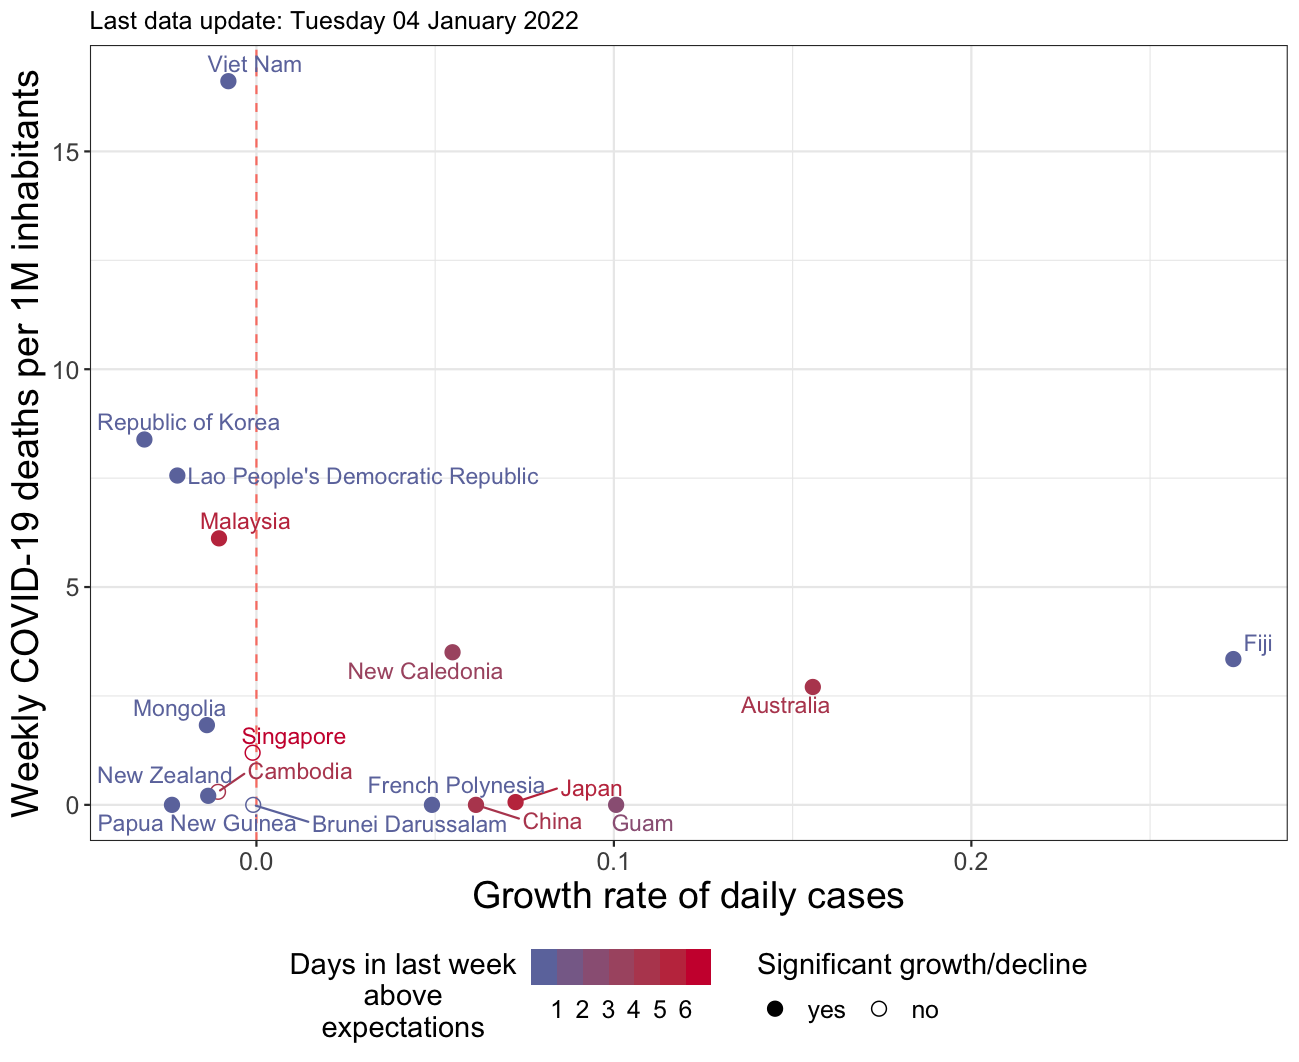 Last data update: Tuesday 04 January 2022
Weekly COVID-19 deaths per 1M inhabitants
Viet Nam
15
10
Republic of Korea
Lao People's Democratic Republic
Malaysia
5
Fiji
New Caledonia
Australia
Mongolia
Singapore
New Zealand
Cambodia
French Polynesia
Japan
0
Papua New Guinea
Brunei Darussalam
China
Guam
0.0
0.1
0.2
Growth rate of daily cases
Days in last week
above
expectations
1 2 3 4 5 6
Significant growth/decline
yes
no